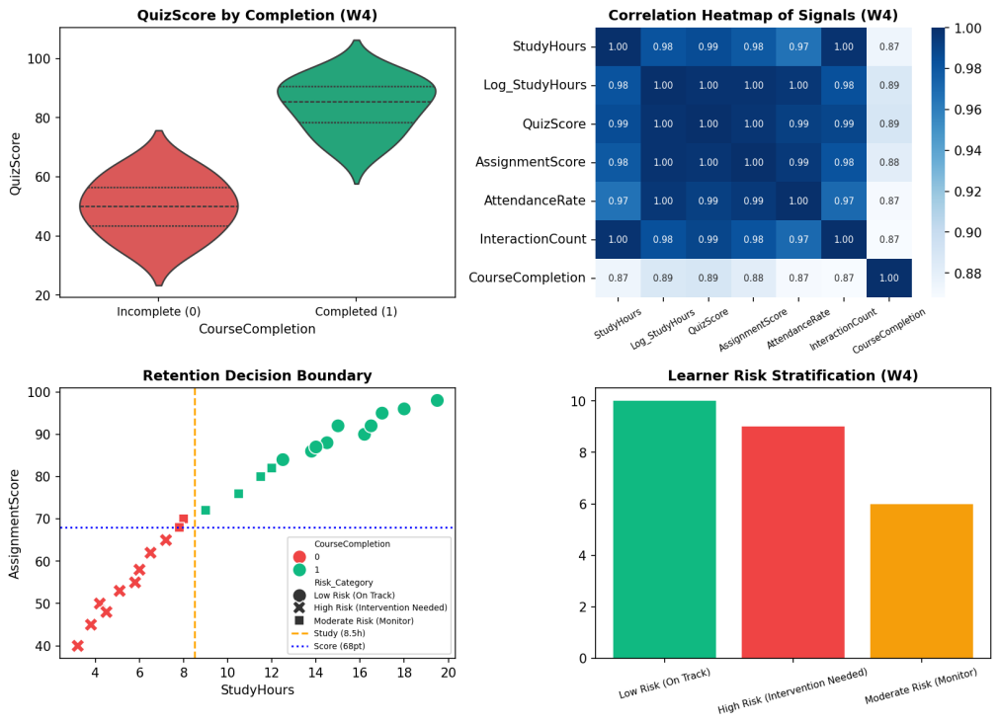 QuizScore by Completion (W4)
QuizScore
100
80
60
40
20
Incomplete (0) Completed (1)
CourseCompletion
Correlation Heatmap of Signals (W4)
StudyHours 1.00 0.98 0.99 0.98 0.97 1.00 0.87
Log_StudyHours 0.98 1.00 1.00 1.00 1.00 0.98 0.89
QuizScore 0.99 1.00 1.00 1.00 0.99 0.99 0.89
AssignmentScore 0.98 1.00 1.00 1.00 0.99 0.98 0.88
AttendanceRate 0.97 1.00 0.99 0.99 1.00 0.97 0.87
InteractionCount 1.00 0.98 0.99 0.98 0.97 1.00 0.87
CourseCompletion 0.87 0.89 0.89 0.88 0.87 0.87 1.00
StudyHours Log_StudyHours QuizScore AssignmentScore AttendanceRate InteractionCount CourseCompletion
1.00
0.98
0.96
0.94
0.92
0.90
0.88
Retention Decision Boundary
AssignmentScore
100
90
80
70
60
50
40
4 6 8 10 12 14 16 18 20
StudyHours
CourseCompletion
0
1
Risk_Category
Low Risk (On Track)
High Risk (Intervention Needed)
Moderate Risk (Monitor)
Study (8.5h)
Score (68pt)
Learner Risk Stratification (W4)
10
8
6
4
2
0
Low Risk (On Track) High Risk (Intervention Needed) Moderate Risk (Monitor)